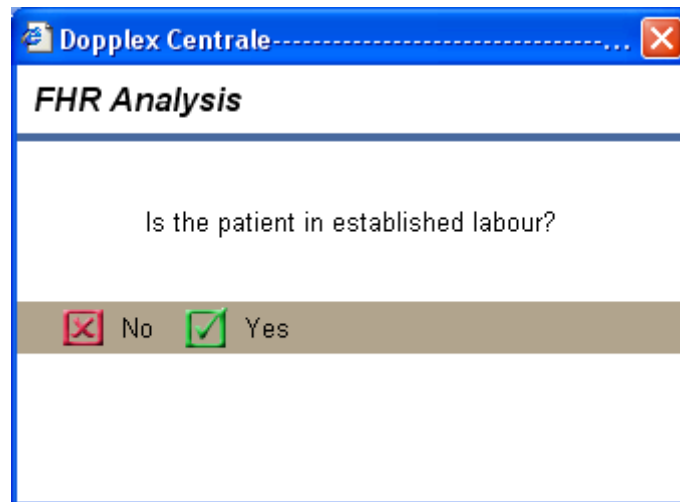 Dopplex Centrale---------------------------------...
FHR Analysis
Is the patient in established labour?
No Yes